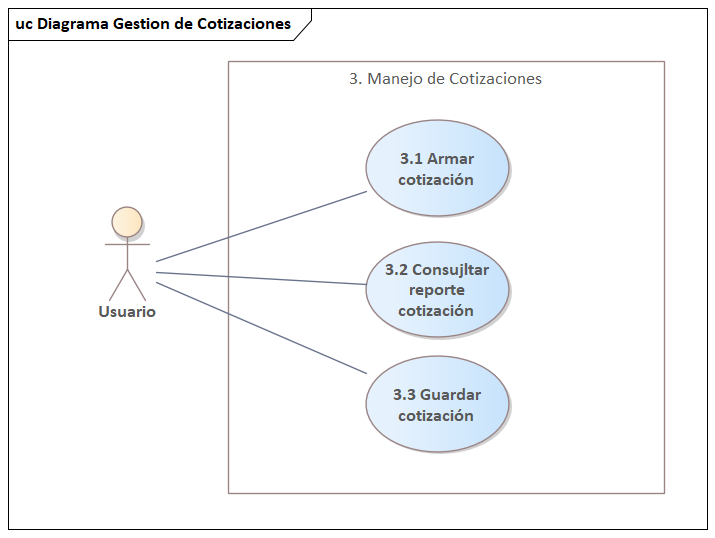 uc Diagrama Gestion de Cotizaciones
3. Manejo de Cotizaciones
3.1 Armar
cotización
3.2 Consujltar
reporte
cotización
Usuario
3.3 Guardar
cotización